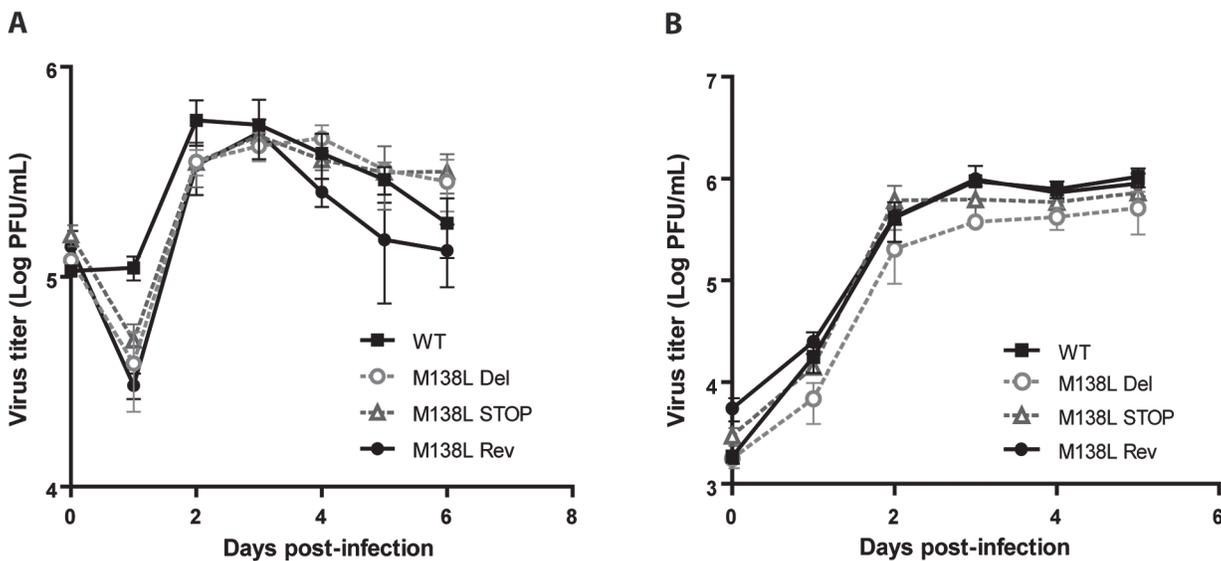 A
Virus titer (Log PFU/mL)
6
5
4
0
2
4
6
8
Days post-infection
WT
M138L Del
M138L STOP
M138L Rev
B
Virus titer (Log PFU/mL)
7
6
5
4
3
0
2
4
6
Days post-infection
WT
M138L Del
M138L STOP
M138L Rev